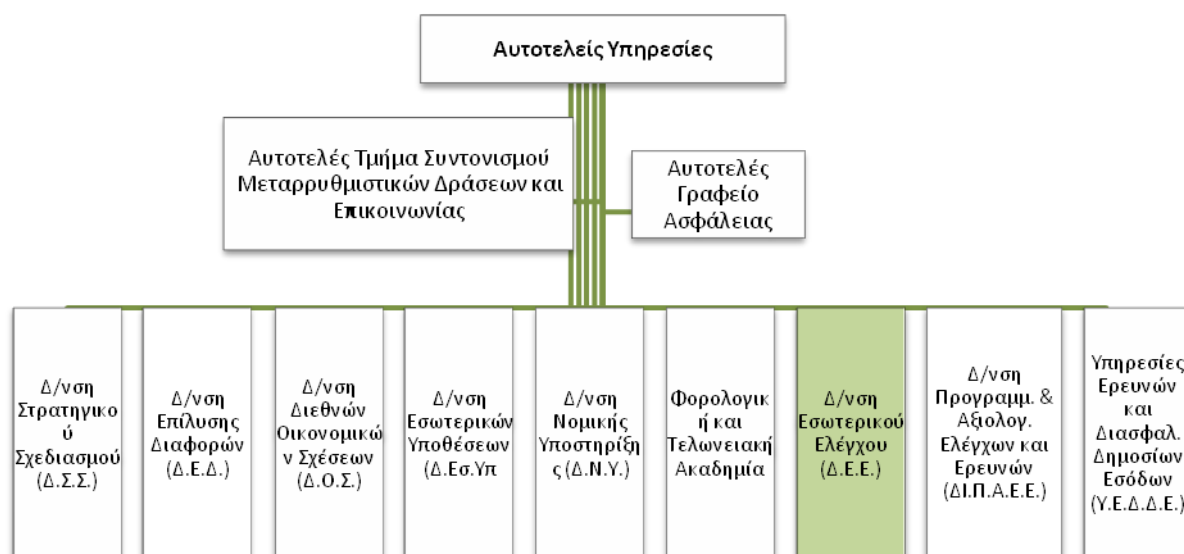 Αυτοτελείς Υπηρεσίες
Αυτοτελές Τμήμα Συντονισμού
Μεταρρυθμιστικών Δράσεων και
Επικοινωνίας
Αυτοτελές
Γραφείο
Ασφάλειας
Δ/νση
Στρατηγικο
ύ
Σχεδιασμού
(Δ.Σ.Σ.)
Δ/νση
Επίλυσης
Διαφορών
(Δ.Ε.Δ.)
Δ/νση
Διεθνών
Οικονομικώ
ν Σχέσεων
(Δ.Ο.Σ.)
Δ/νση
Εσωτερικών
Υποθέσεων
(Δ.Εσ.Υπ
Δ/νση
Νομικής
Υποστηρίξη
ς (Δ.Ν.Υ.)
Φορολογικ
ή και
Τελωνειακή
Ακαδημία
Δ/νση
Εσωτερικού
Ελέγχου
(Δ.Ε.Ε.)
Δ/νση
Προγραμμ. &
Αξιολογ.
Ελέγχων και
Ερευνών
(ΔΙ.Π.Α.Ε.Ε.)
Υπηρεσίες
Ερευνών
και
Διασφαλ.
Δημοσίων
Εσόδων
(Υ.Ε.Δ.Δ.Ε.)